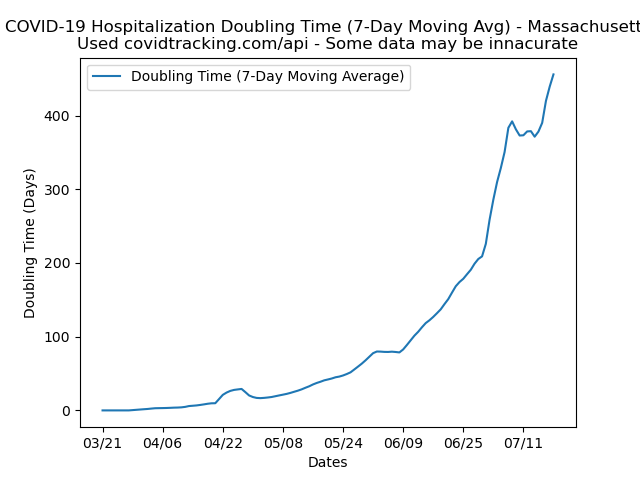 COVID-19 Hospitalization Doubling Time (7-Day Moving Avg) - Massachusett
Used covidtracking.com/api - Some data may be innacurate
Doubling Time (7-Day Moving Average)
Doubling Time (Days)
400
300
200
100
0
03/21 04/06 04/22 05/08 05/24 06/09 06/25 07/11
Dates